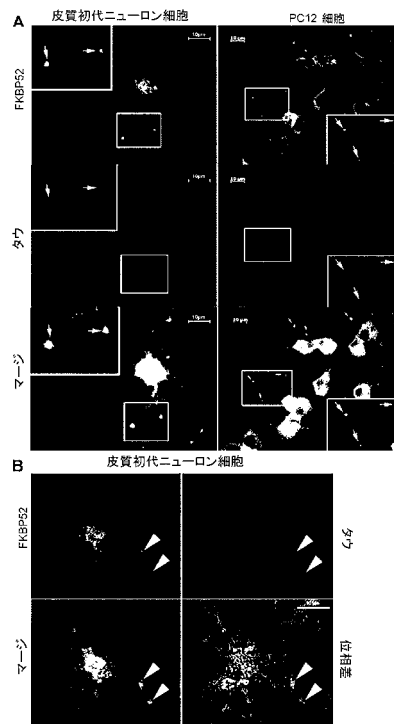 A
皮質初代ニューロン細胞
PC12 細胞
FKBP52
10μm
タウ
10μm
マージ
10μm
B
皮質初代ニューロン細胞
FKBP52
タウ
マージ
位相差